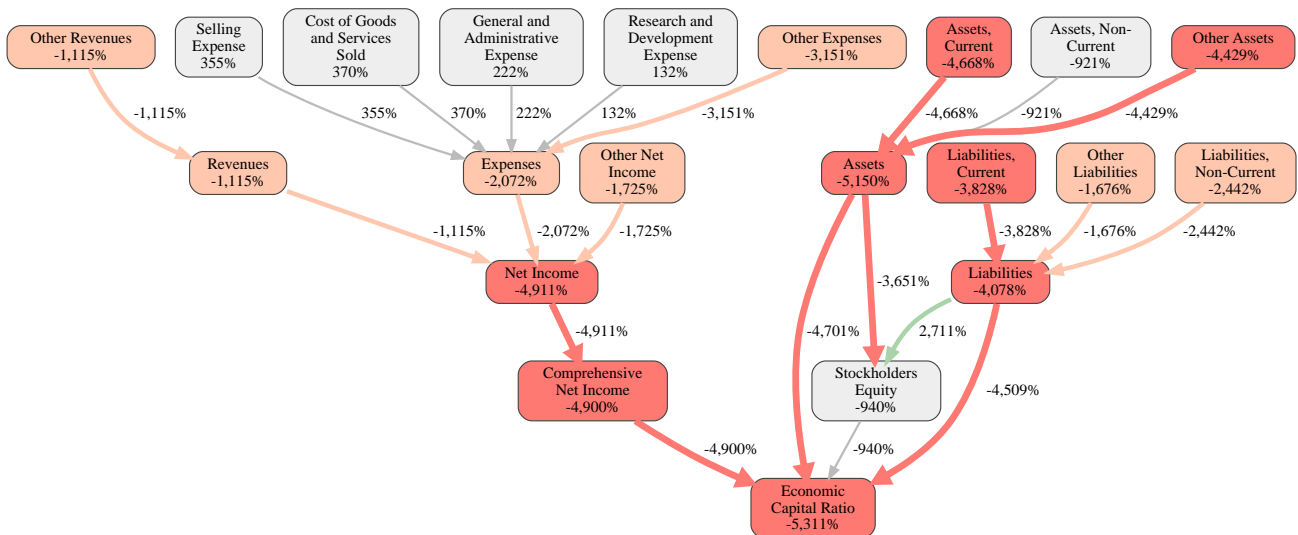 Other Revenues
-1,115%
Selling
Expense
355%
Cost of Goods
and Services
Sold
370%
General and
Administrative
Expense
222%
Research and
Development
Expense
132%
Other Expenses
-3,151%
Assets,
Current
-4,668%
Assets, Non-
Current
-921%
Other Assets
-4,429%
-1,115%
355%
370%
222%
132%
-3,151%
-4,668%
-921%
-4,429%
Revenues
-1,115%
Expenses
-2,072%
Other Net
Income
-1,725%
Assets
-5,150%
Liabilities,
Current
-3,828%
Other
Liabilities
-1,676%
Liabilities,
Non-Current
-2,442%
-1,115%
-2,072%
-1,725%
-3,828%
-1,676%
-2,442%
Net Income
-4,911%
-3,651%
Liabilities
-4,078%
-4,911%
-4,701%
2,711%
Comprehensive
Net Income
-4,900%
Stockholders
Equity
-940%
-4,509%
-4,900%
-940%
Economic
Capital Ratio
-5,311%